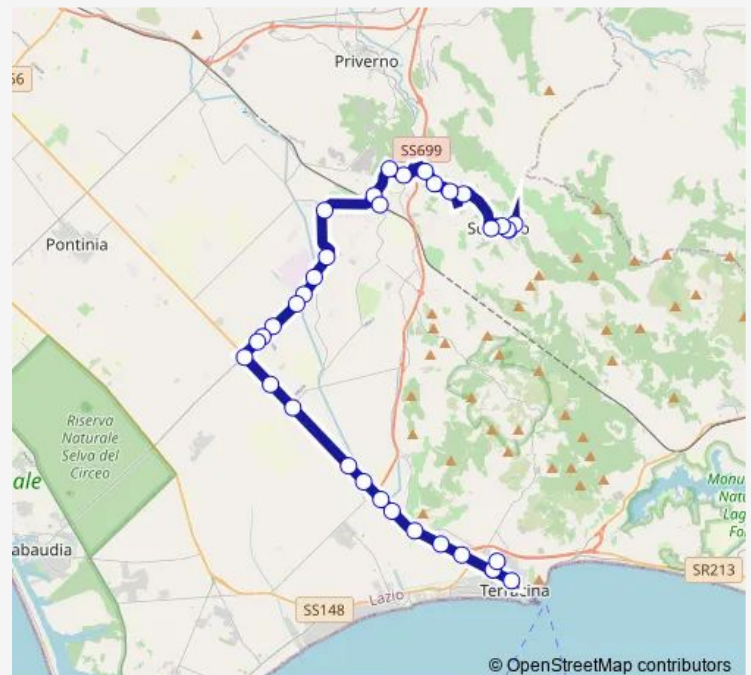 Priverno
66
SS699
Pontinia
Riserva
Naturale
Selva del
Circeo
ale
abaudia
Monu
Natu
Lag
Fo
SR213
SS148
Lazio
Terracina
© OpenStreetMap contributors